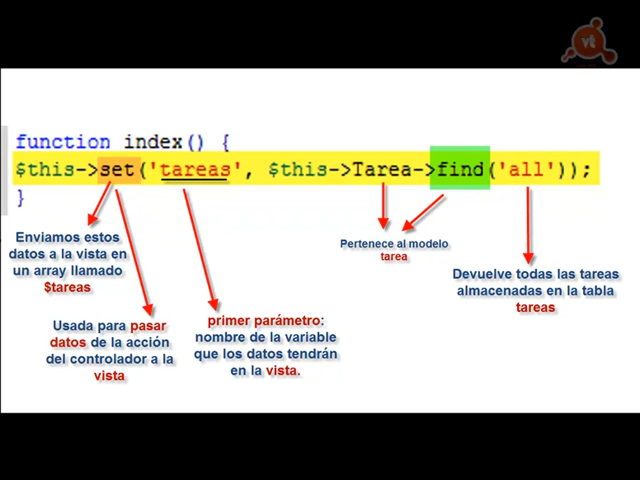 vt
function index() {
$this->set('tareas', $this->Tarea->find('all'));
}
Enviamos estos
datos a la vista en
un array llamado
$tareas
Usada para pasar
datos de la acción
del controlador a la
vista
primer parámetro:
nombre de la variable
que los datos tendrán
en la vista.
Pertenece al modelo
tarea
Devuelve todas las tareas
almacenadas en la tabla
tareas